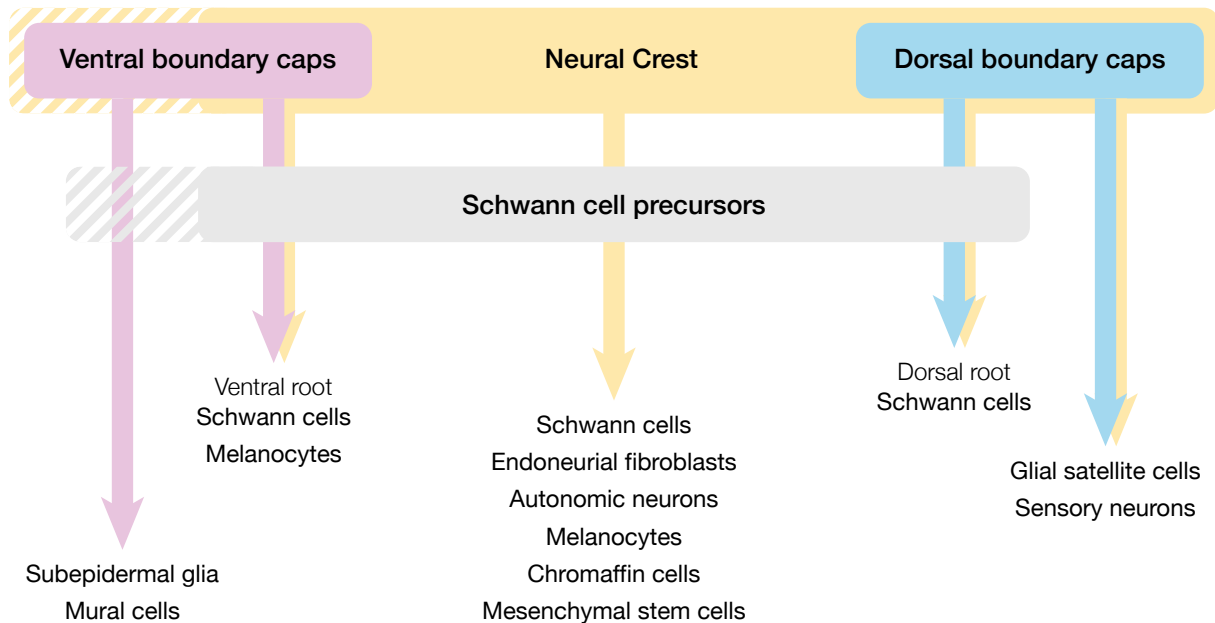 Ventral boundary caps
Neural Crest
Dorsal boundary caps
Schwann cell precursors
Ventral root
Schwann cells
Melanocytes
Dorsal root
Schwann cells
Schwann cells
Endoneurial fibroblasts
Autonomic neurons
Melanocytes
Chromaffin cells
Mesenchymal stem cells
Glial satellite cells
Sensory neurons
Subepidermal glia
Mural cells